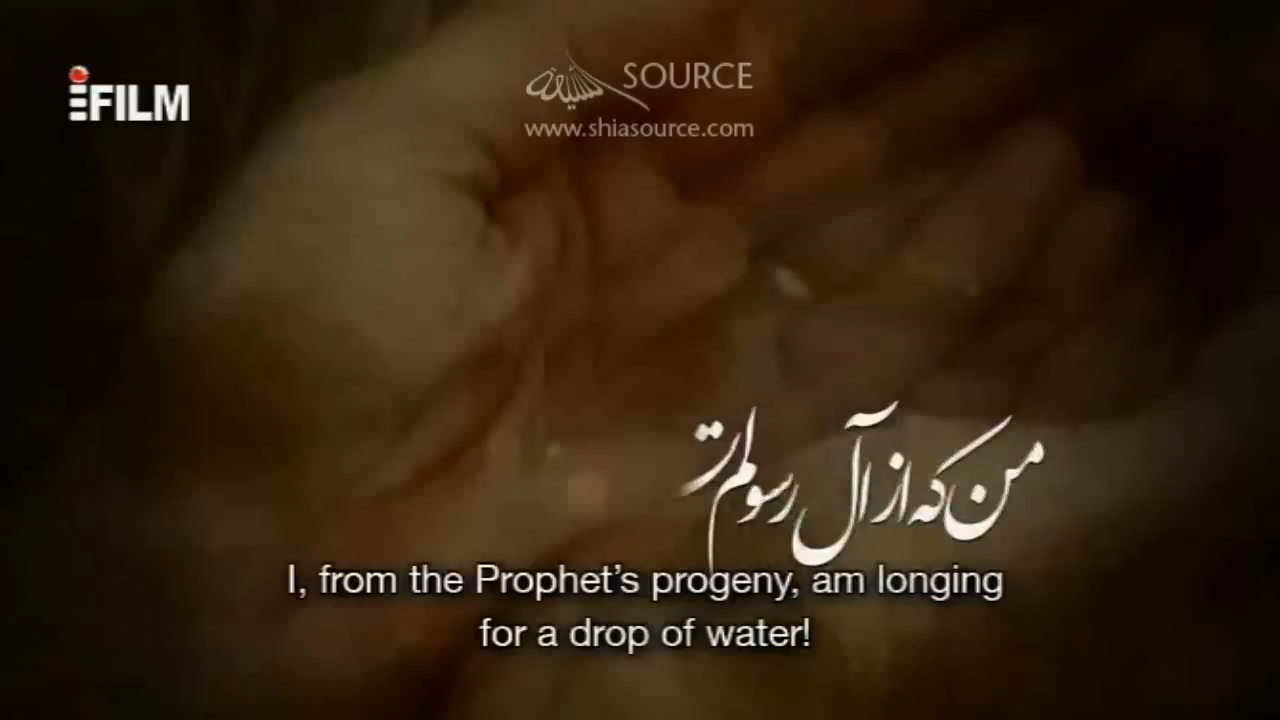 iFILM
شیعه SOURCE
www.shiasource.com
من که از آل رسولم
I, from the Prophet's progeny, am longing
for a drop of water!